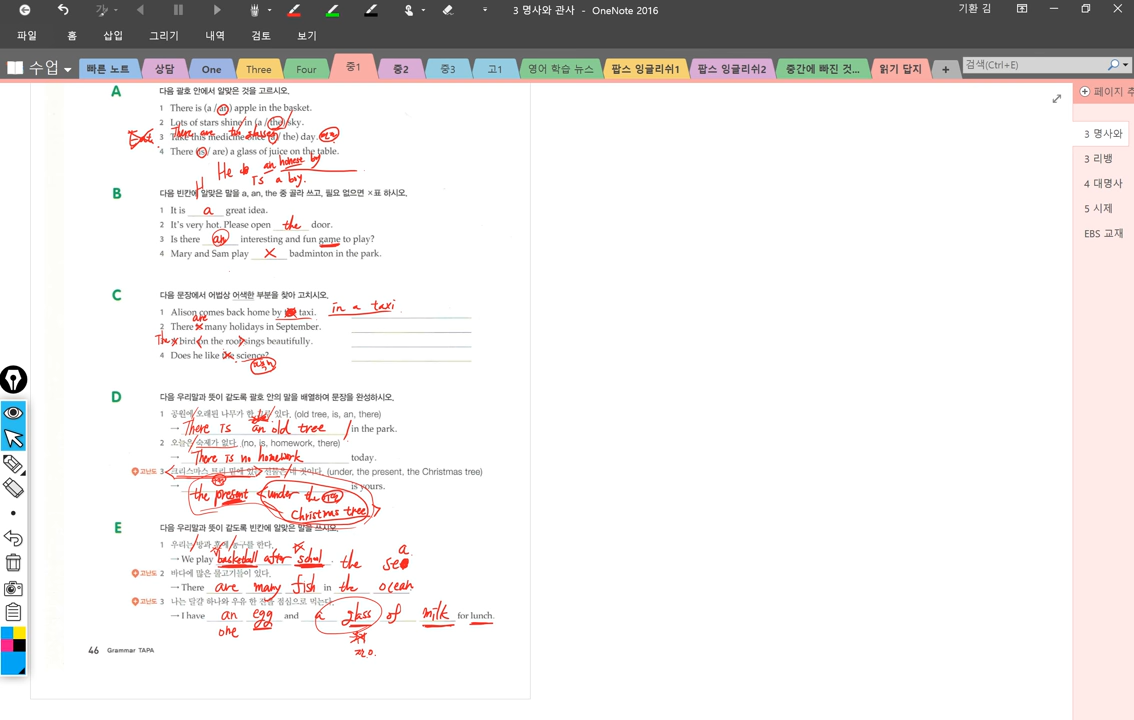 3 명사와 관사 - OneNote 2016
기환 김
파일 홈 삽입 그리기 내역 검토 보기
수업 빠른 노트 상담 One Three Four 중1 중2 중3 고1 영어 학습 뉴스 팝스 잉글리쉬1 팝스 잉글리쉬2 중간에 빠진 것... 읽기 답지 + 검색(Ctrl+E)
페이지 추
3 명사와
3 리뱅
4 대명사
5 시제
EBS 교재
A 다음 괄호 안에서 알맞은 것을 고르시오.
1 There is (a / an) apple in the basket.
2 Lots of stars shine in (a / the) sky.
There are two glasses
3 Take this medicine once (a / the) day.
4 There (is / are) a glass of juice on the table.
He is an honest boy
Is a boy.
H
B 다음 빈칸에 알맞은 말을 a, an, the 중 골라 쓰고, 필요 없으면 ×표 하시오.
1 It is a great idea.
2 It's very hot. Please open the door.
3 Is there an interesting and fun game to play?
4 Mary and Sam play × badminton in the park.
C 다음 문장에서 어법상 어색한 부분을 찾아 고치시오.
1 Alison comes back home by taxi. in a taxi
are
2 There many holidays in September.
The bird on the roof sings beautifully.
4 Does he like the science?
D 다음 우리말과 뜻이 같도록 괄호 안의 말을 배열하여 문장을 완성하시오.
1 공원에 오래된 나무가 한 그루 있다. (old tree, is, an, there)
→ There is an old tree in the park.
2 오늘은 숙제가 없다. (no, is, homework, there)
→ There is no homework today.
고난도 3 크리스마스 트리 밑에 있는 선물은 네 것이다. (under, the present, the Christmas tree)
→ the present under the Christmas tree is yours.
E 다음 우리말과 뜻이 같도록 빈칸에 알맞은 말을 쓰시오.
1 우리는 방과 후에 농구를 한다.
→ We play basketball after school the sea
고난도 2 바다에 많은 물고기들이 있다.
→ There are many fish in the ocean
고난도 3 나는 달걀 하나와 우유 한 잔을 점심으로 먹는다.
→ I have an egg and a glass of milk for lunch.
one
46 Grammar TAPA